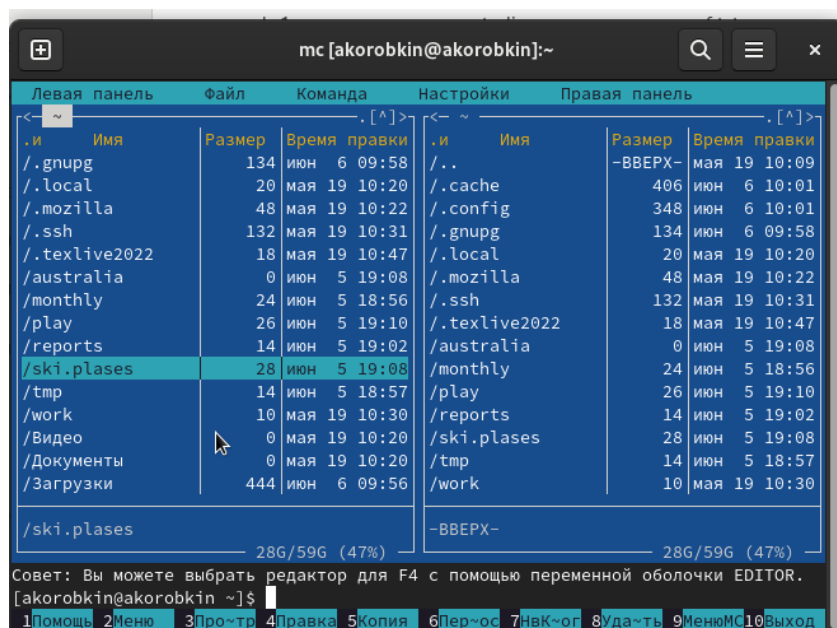 mc [akorobkin@akorobkin]:~
Левая панель Файл Команда Настройки Правая панель
<— ~ .[^]> <— ~ .[^]>
.и Имя Размер Время правки .и Имя Размер Время правки
/.gnupg 134 июн 6 09:58 /.. -ВВЕРХ- мая 19 10:09
/.local 20 мая 19 10:20 /.cache 406 июн 6 10:01
/.mozilla 48 мая 19 10:22 /.config 348 июн 6 10:01
/.ssh 132 мая 19 10:31 /.gnupg 134 июн 6 09:58
/.texlive2022 18 мая 19 10:47 /.local 20 мая 19 10:20
/australia 0 июн 5 19:08 /.mozilla 48 мая 19 10:22
/monthly 24 июн 5 18:56 /.ssh 132 мая 19 10:31
/play 26 июн 5 19:10 /.texlive2022 18 мая 19 10:47
/reports 14 июн 5 19:02 /australia 0 июн 5 19:08
/ski.plases 28 июн 5 19:08 /monthly 24 июн 5 18:56
/tmp 14 июн 5 18:57 /play 26 июн 5 19:10
/work 10 мая 19 10:30 /reports 14 июн 5 19:02
/Видео 0 мая 19 10:20 /ski.plases 28 июн 5 19:08
/Документы 0 мая 19 10:20 /tmp 14 июн 5 18:57
/Загрузки 444 июн 6 09:56 /work 10 мая 19 10:30
/ski.plases -ВВЕРХ-
28G/59G (47%) 28G/59G (47%)
Совет: Вы можете выбрать редактор для F4 с помощью переменной оболочки EDITOR.
[akorobkin@akorobkin ~]$
1Помощь 2Меню 3Про~тр 4Правка 5Копия 6Пер~ос 7НвК~ог 8Уда~ть 9МенюМС10Выход